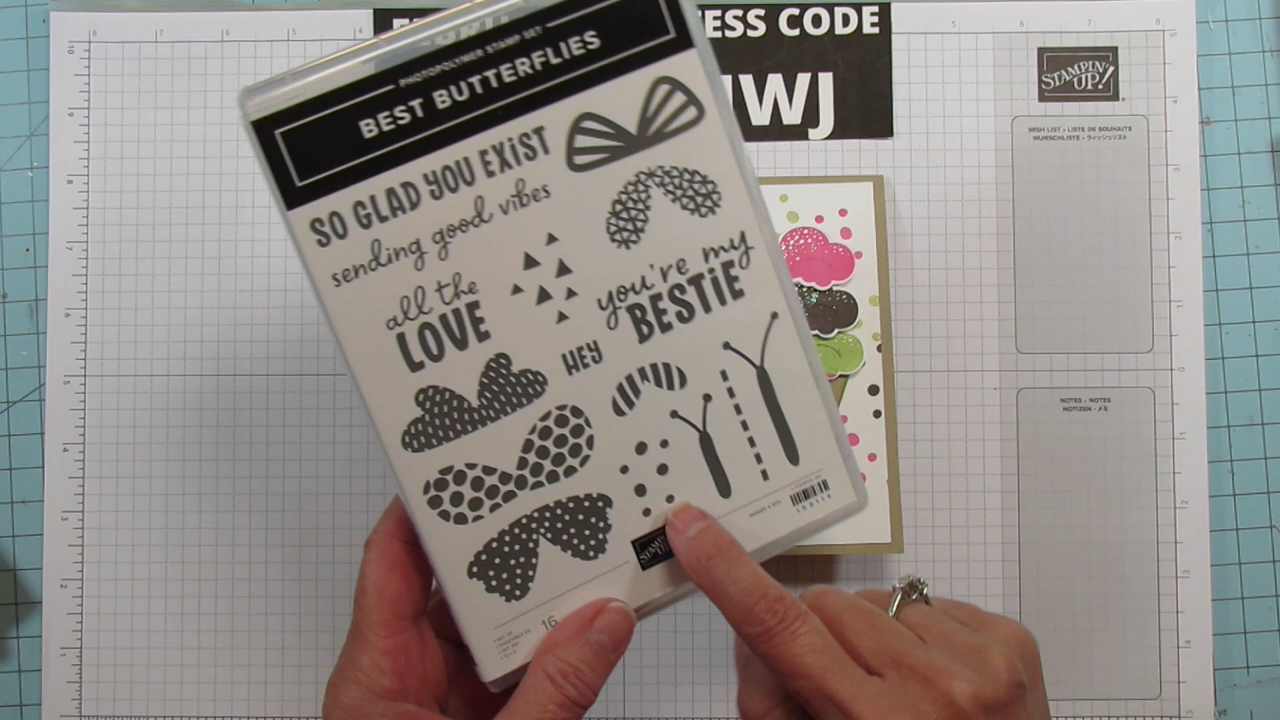 ESS CODE
WJ
STAMPIN' UP!
WISH LIST • LISTE DE SOUHAITS
WUNSCHLISTE • ウィッシュリスト
NOTES • NOTES
NOTIZEN • メモ
PHOTOPOLYMER STAMP SET
BEST BUTTERFLIES
SO GLAD YOU EXIST
sending good vibes
all the
LOVE
you're my
BESTIE
HEY
STAMPIN
16